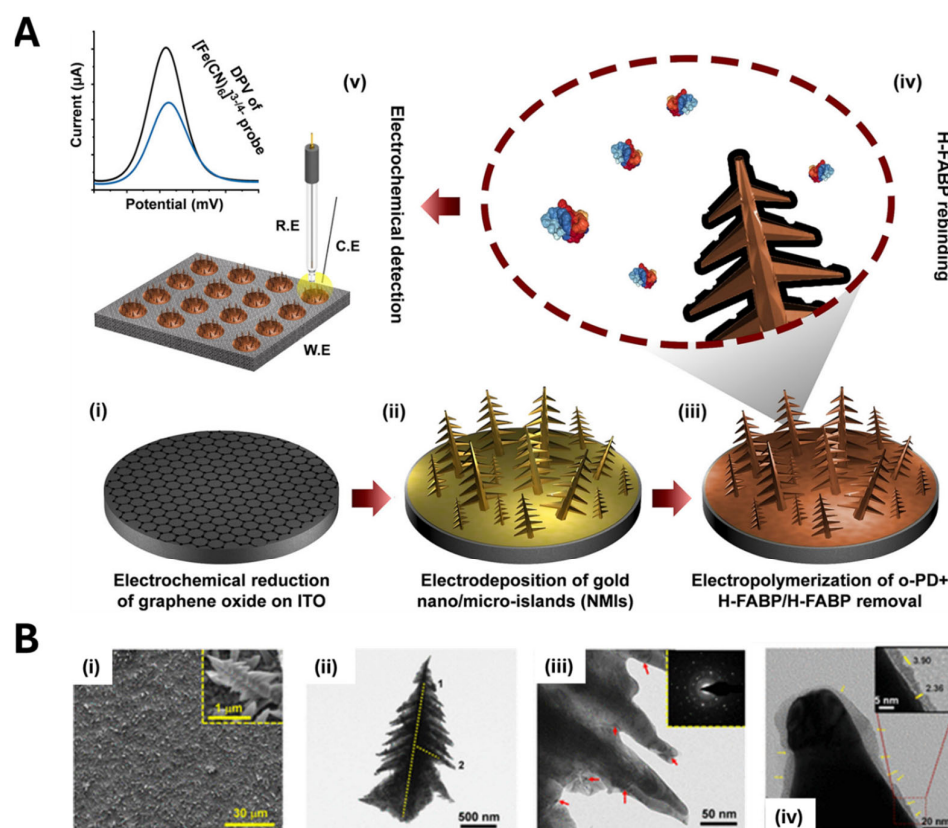 A
DPV of
[Fe(CN)6]3-/4- probe
Current (µA)
Potential (mV)
(v)
R.E
C.E
W.E
Electrochemical detection
(iv)
H-FABP rebinding
(i)
(ii)
(iii)
Electrochemical reduction
of graphene oxide on ITO
Electrodeposition of gold
nano/micro-islands (NMIs)
Electropolymerization of o-PD+
H-FABP/H-FABP removal
B
(i)
1 µm
30 µm
(ii)
1
2
500 nm
(iii)
50 nm
3.90
2.36
5 nm
(iv)
20 nm